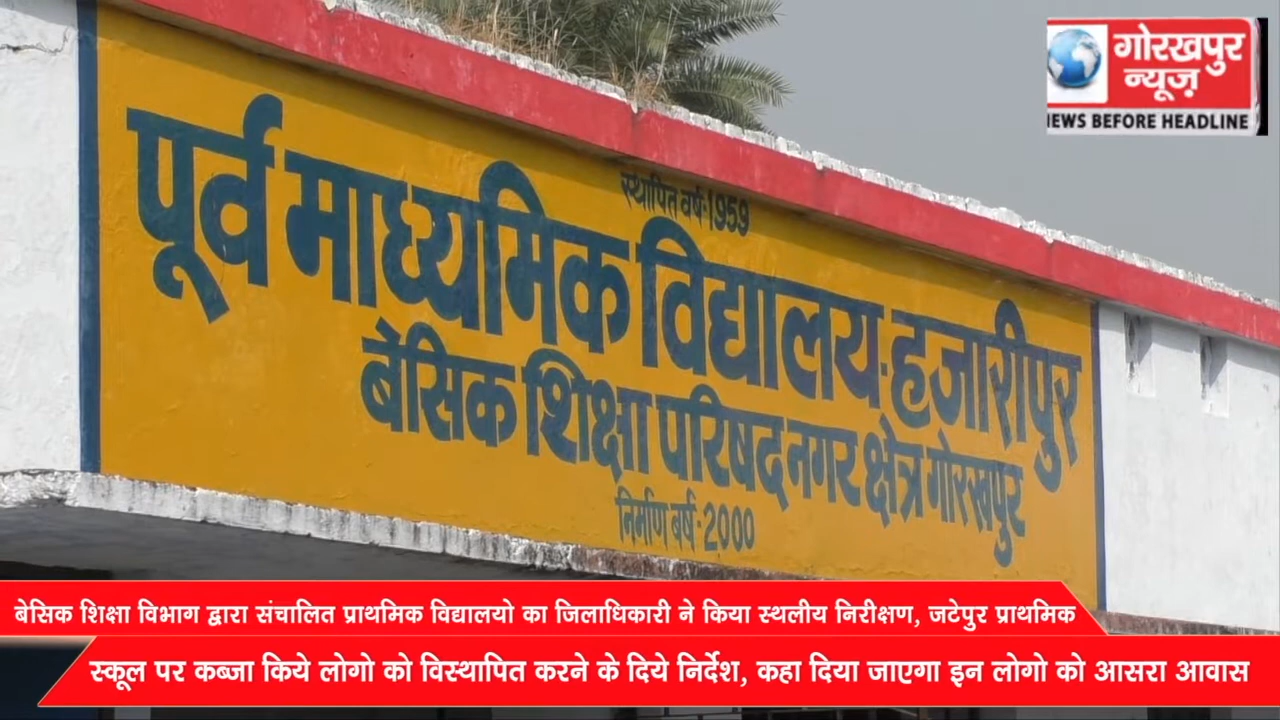 गोरखपुर
न्यूज़
NEWS BEFORE HEADLINE
स्थापित वर्ष-1959
पूर्व माध्यमिक विद्यालय-हजारीपुर
बेसिक शिक्षा परिषद नगर क्षेत्र गोरखपुर
निर्माण बर्ष-2000
बेसिक शिक्षा विभाग द्वारा संचालित प्राथमिक विद्यालयो का जिलाधिकारी ने किया स्थलीय निरीक्षण, जटेपुर प्राथमिक
स्कूल पर कब्जा किये लोगो को विस्थापित करने के दिये निर्देश, कहा दिया जाएगा इन लोगो को आसरा आवास